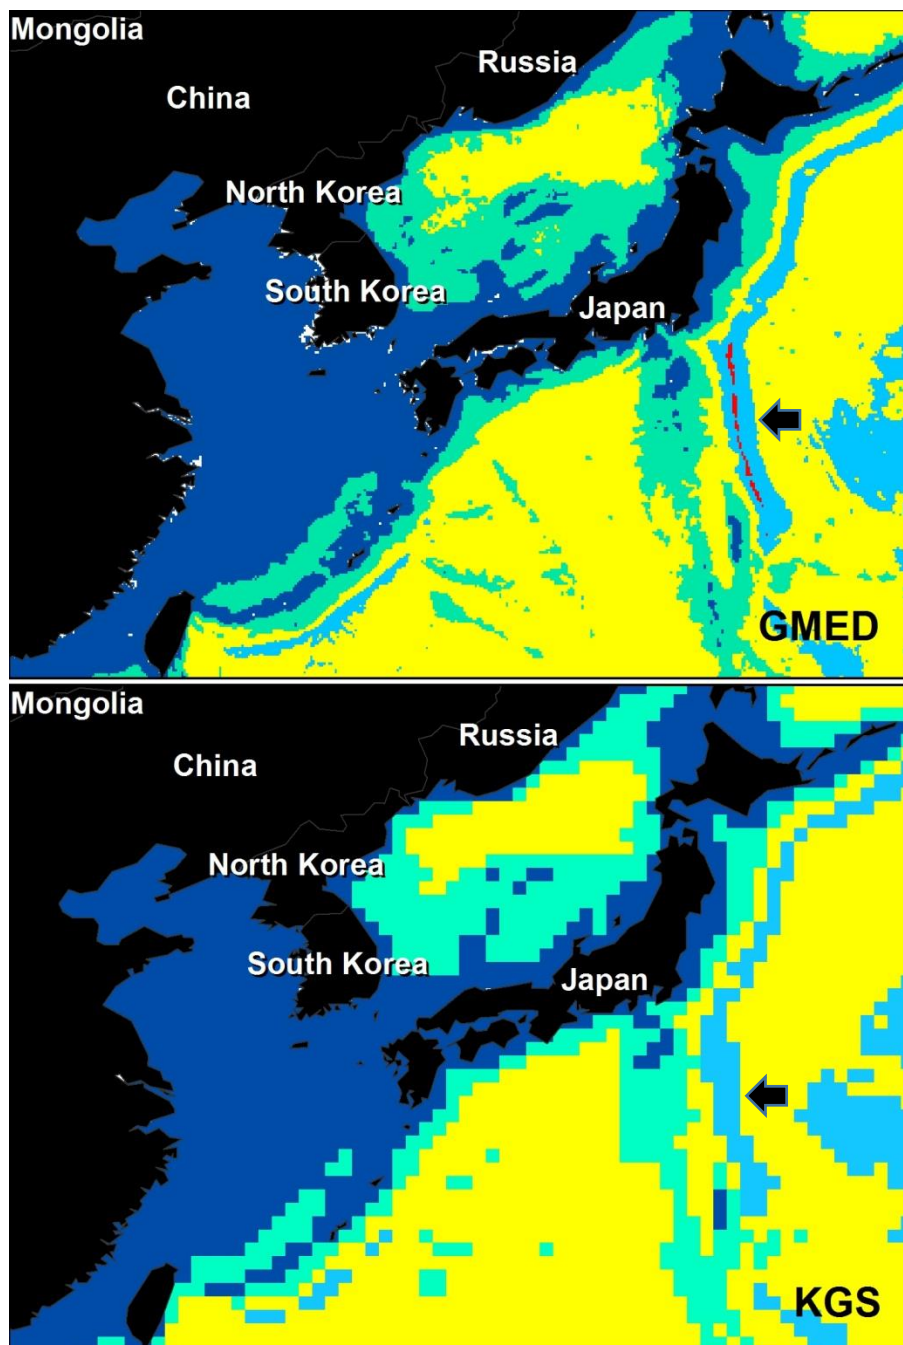 Mongolia
Russia
China
North Korea
South Korea
Japan
GMED
Mongolia
Russia
China
North Korea
South Korea
Japan
KGS